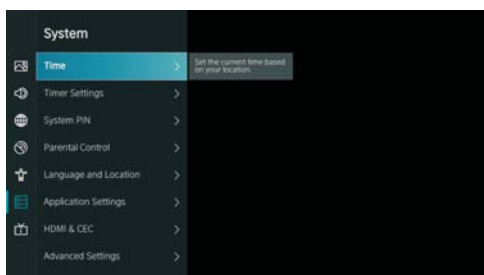 System
Time
Set the current time based
on your location.
Timer Settings
System PIN
Parental Control
Language and Location
Application Settings
HDMI & CEC
Advanced Settings